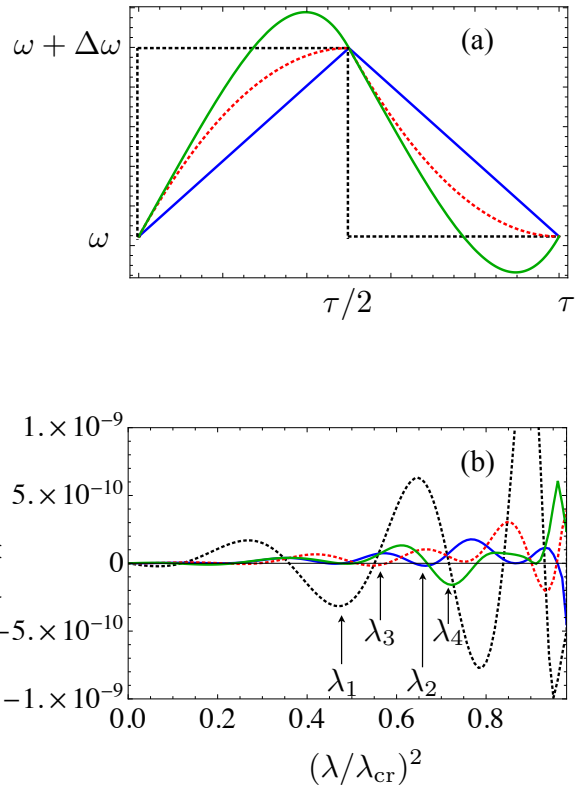 (a)
ω + Δω
ω
τ/2 τ
(b)
1. × 10⁻⁹
5. × 10⁻¹⁰
0
-5. × 10⁻¹⁰
-1. × 10⁻⁹
λ₃ λ₄
λ₁ λ₂
0.0 0.2 0.4 0.6 0.8
(λ/λcr)²